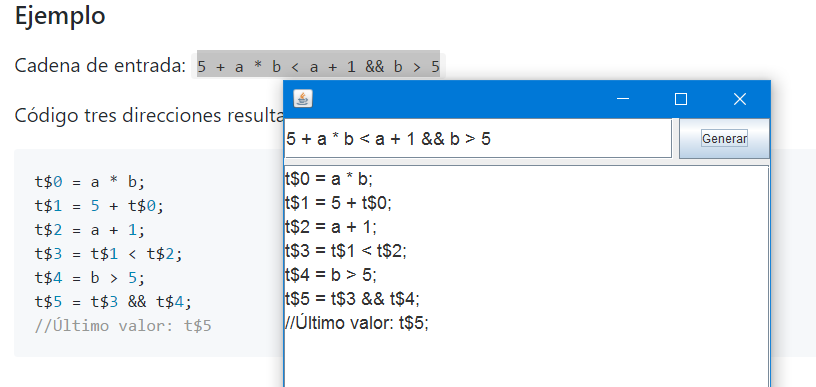 Ejemplo
Cadena de entrada: 5 + a * b < a + 1 && b > 5
Código tres direcciones resulta
t$0 = a * b;
t$1 = 5 + t$0;
t$2 = a + 1;
t$3 = t$1 < t$2;
t$4 = b > 5;
t$5 = t$3 && t$4;
//Último valor: t$5
5 + a * b < a + 1 && b > 5
Generar
t$0 = a * b;
t$1 = 5 + t$0;
t$2 = a + 1;
t$3 = t$1 < t$2;
t$4 = b > 5;
t$5 = t$3 && t$4;
//Último valor: t$5;